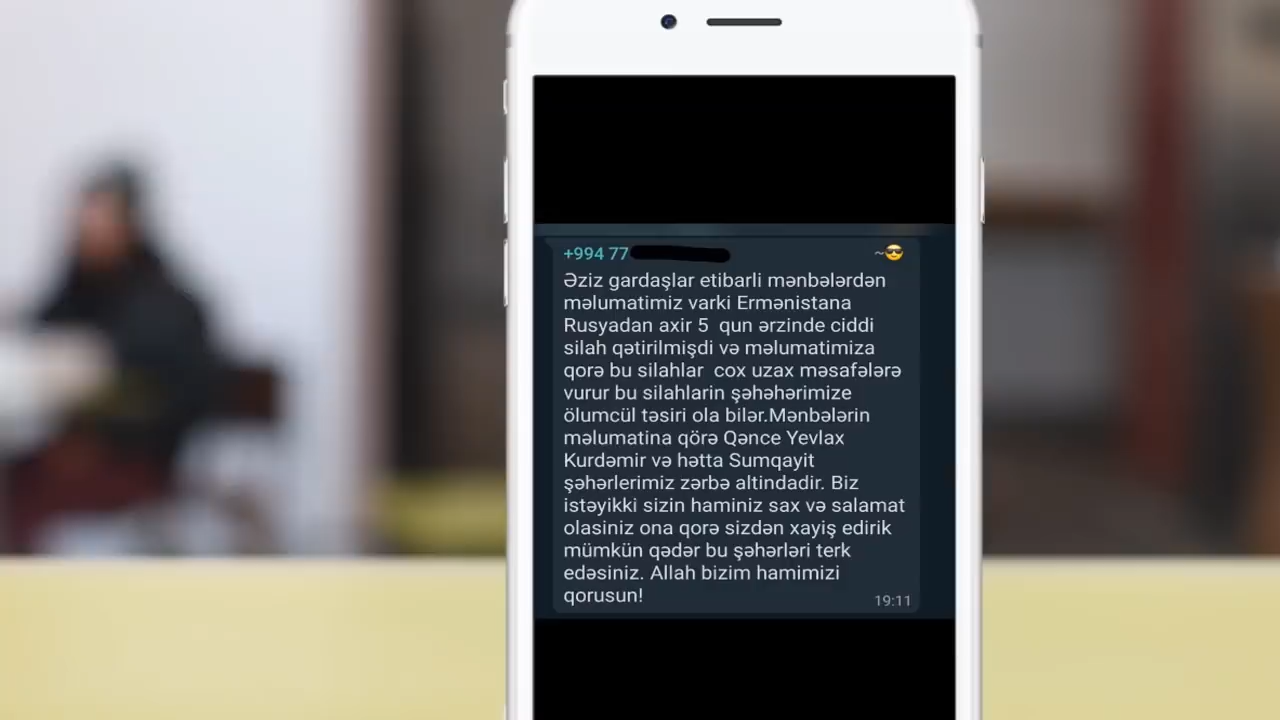 +994 77
~😎
Əziz gardaşlar etibarli mənbələrdən
məlumatimiz varki Ermənistana
Rusyadan axir 5 qun ərzinde ciddi
silah qətirilmişdi və məlumatimiza
qorə bu silahlar cox uzax məsafələrə
vurur bu silahlarin şəhəhərimize
ölumcül təsiri ola bilər.Mənbələrin
məlumatina qörə Qəncе Yevlax
Kurdəmir və hətta Sumqayit
şəhərlerimiz zərbə altindadir. Biz
istəyikki sizin haminiz sax və salamat
olasiniz ona qorə sizdən xayiş edirik
mümkün qədər bu şəhərləri terk
edəsiniz. Allah bizim hamimizi
qorusun!
19:11